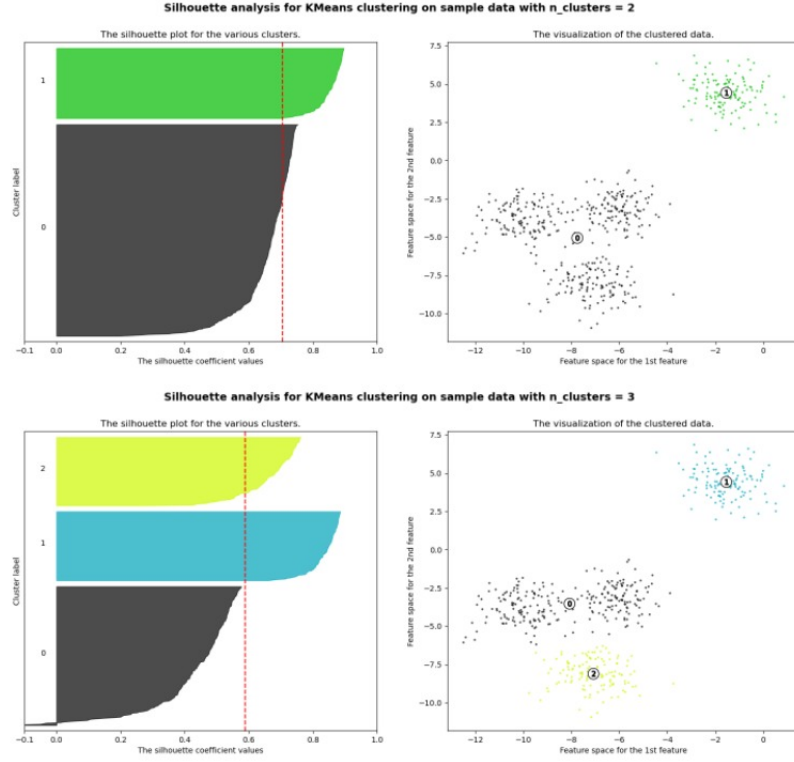 Silhouette analysis for KMeans clustering on sample data with n_clusters = 2
The silhouette plot for the various clusters.
1
0
Cluster label
−0.1 0.0 0.2 0.4 0.6 0.8 1.0
The silhouette coefficient values
The visualization of the clustered data.
7.5
5.0
2.5
0.0
−2.5
−5.0
−7.5
−10.0
Feature space for the 2nd feature
1
0
−12 −10 −8 −6 −4 −2 0
Feature space for the 1st feature
Silhouette analysis for KMeans clustering on sample data with n_clusters = 3
The silhouette plot for the various clusters.
2
1
0
Cluster label
−0.1 0.0 0.2 0.4 0.6 0.8 1.0
The silhouette coefficient values
The visualization of the clustered data.
7.5
5.0
2.5
0.0
−2.5
−5.0
−7.5
−10.0
Feature space for the 2nd feature
1
0
2
−12 −10 −8 −6 −4 −2 0
Feature space for the 1st feature